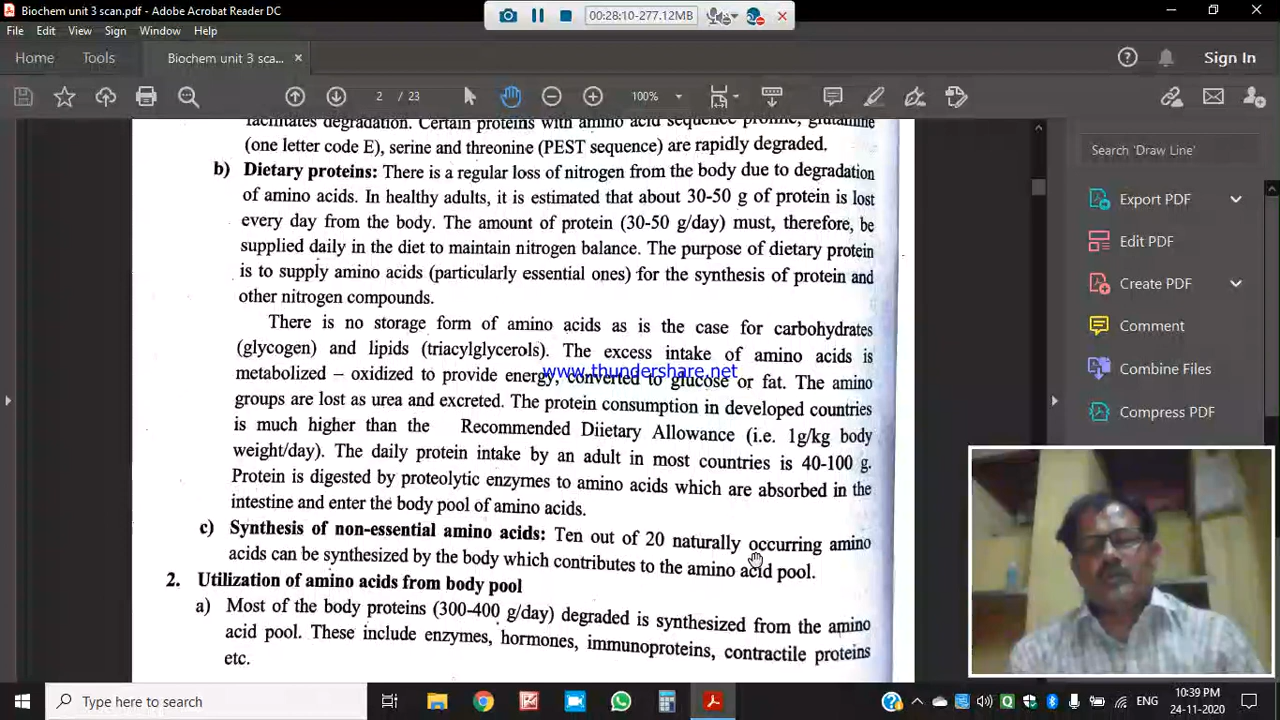 Biochem unit 3 scan.pdf - Adobe Acrobat Reader DC
00:28:10-277.12MB
File Edit View Sign Window Help
Home Tools Biochem unit 3 sca... Sign In
2 / 23 100%
facilitates degradation. Certain proteins with amino acid sequence proline, glutamine
(one letter code E), serine and threonine (PEST sequence) are rapidly degraded.
b) Dietary proteins: There is a regular loss of nitrogen from the body due to degradation
of amino acids. In healthy adults, it is estimated that about 30-50 g of protein is lost
every day from the body. The amount of protein (30-50 g/day) must, therefore, be
supplied daily in the diet to maintain nitrogen balance. The purpose of dietary protein
is to supply amino acids (particularly essential ones) for the synthesis of protein and
other nitrogen compounds.
There is no storage form of amino acids as is the case for carbohydrates
(glycogen) and lipids (triacylglycerols). The excess intake of amino acids is
www.thundershare.net
metabolized – oxidized to provide energy, converted to glucose or fat. The amino
groups are lost as urea and excreted. The protein consumption in developed countries
is much higher than the Recommended Diietary Allowance (i.e. 1g/kg body
weight/day). The daily protein intake by an adult in most countries is 40-100 g.
Protein is digested by proteolytic enzymes to amino acids which are absorbed in the
intestine and enter the body pool of amino acids.
c) Synthesis of non-essential amino acids: Ten out of 20 naturally occurring amino
acids can be synthesized by the body which contributes to the amino acid pool.
2. Utilization of amino acids from body pool
a) Most of the body proteins (300-400 g/day) degraded is synthesized from the amino
acid pool. These include enzymes, hormones, immunoproteins, contractile proteins
etc.
Search 'Draw Line'
Export PDF
Edit PDF
Create PDF
Comment
Combine Files
Compress PDF
Type here to search
ENG
10:39 PM
24-11-2020